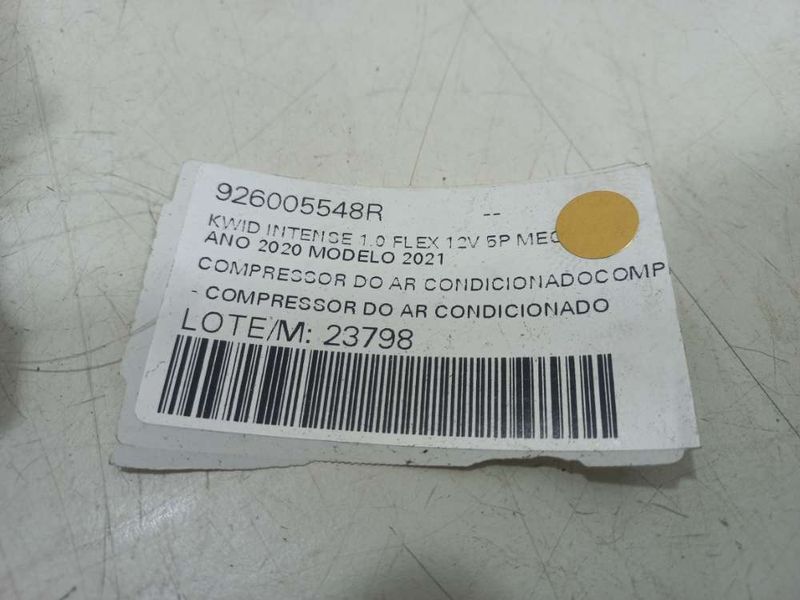 926005548R --
KWID INTENSE 1.0 FLEX 12V 5P MEC
ANO 2020 MODELO 2021
COMPRESSOR DO AR CONDICIONADOCOMP
- COMPRESSOR DO AR CONDICIONADO
LOTE/M: 23798